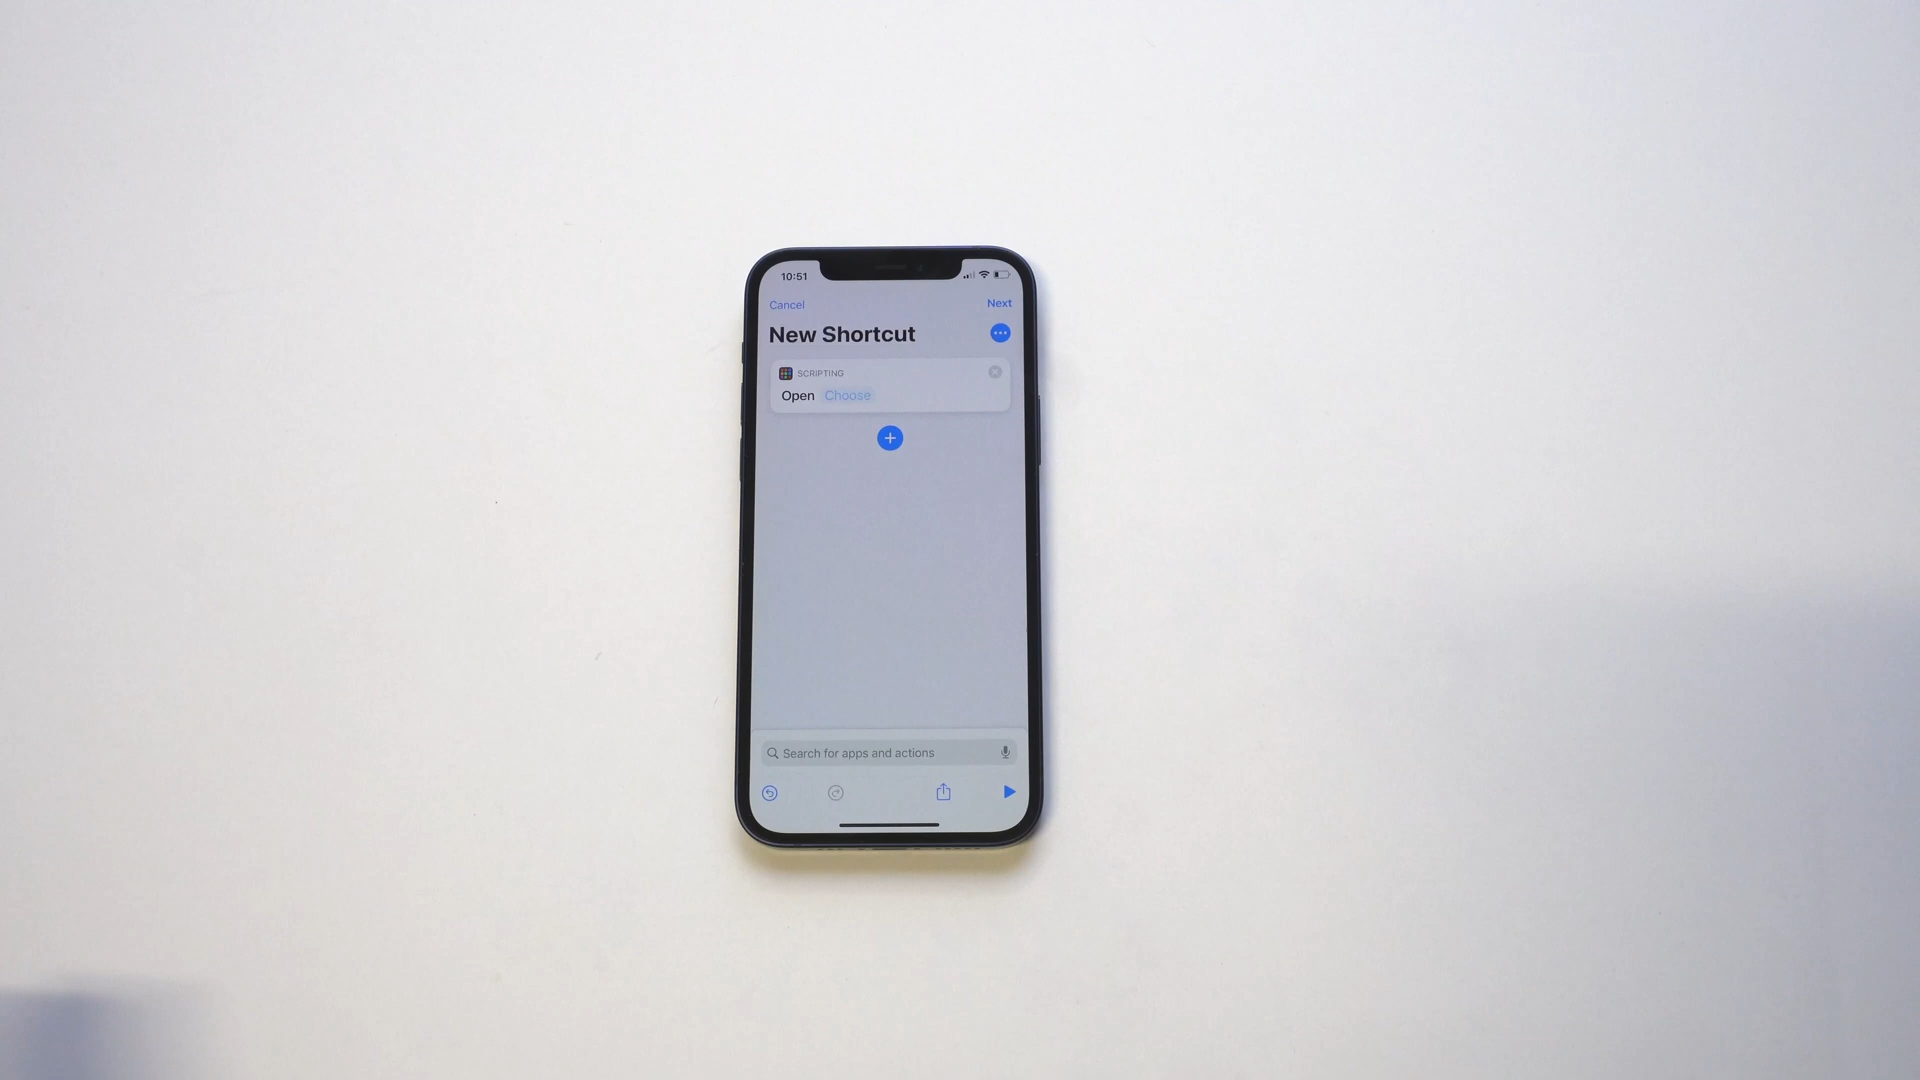 10:51
Cancel Next
New Shortcut
SCRIPTING
Open Choose
Search for apps and actions